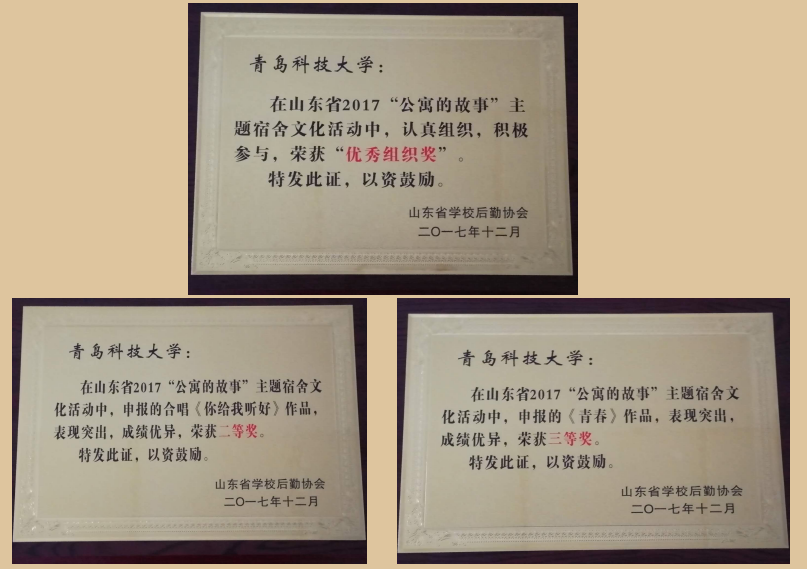 青岛科技大学：
在山东省2017“公寓的故事”主
题宿舍文化活动中，认真组织，积极
参与，荣获“优秀组织奖”。
特发此证，以资鼓励。
山东省学校后勤协会
二〇一七年十二月
青岛科技大学：
在山东省2017“公寓的故事”主题宿舍文
化活动中，申报的合唱《你给我听好》作品，
表现突出，成绩优异，荣获二等奖。
特发此证，以资鼓励。
山东省学校后勤协会
二〇一七年十二月
青岛科技大学：
在山东省2017“公寓的故事”主题宿舍文
化活动中，申报的《青春》作品，表现突出，
成绩优异，荣获三等奖。
特发此证，以资鼓励。
山东省学校后勤协会
二〇一七年十二月